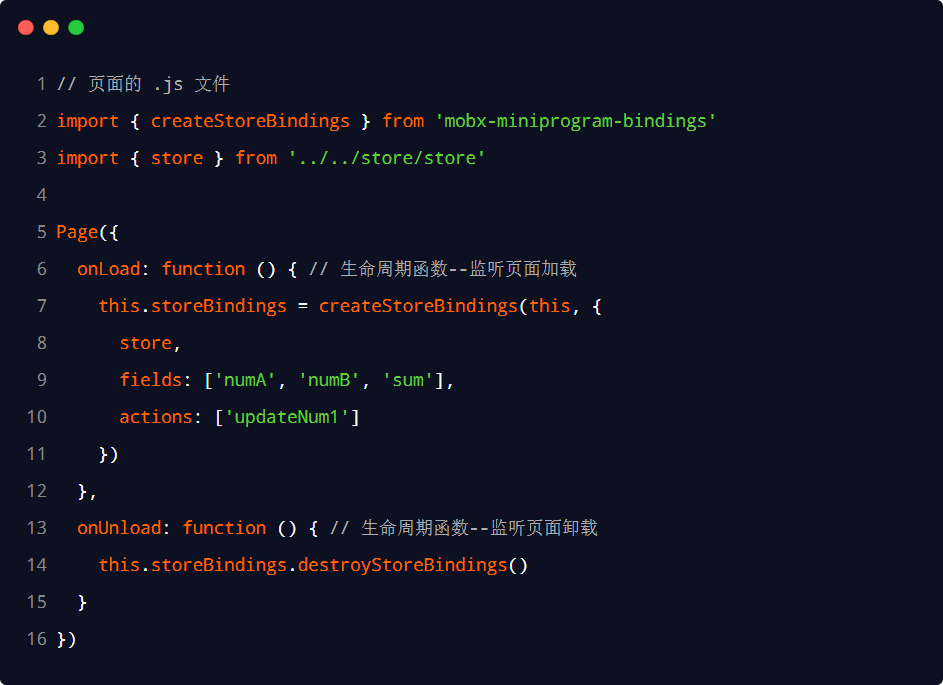 1 // 页面的 .js 文件
2 import { createStoreBindings } from 'mobx-miniprogram-bindings'
3 import { store } from '../../store/store'
4
5 Page({
6   onLoad: function () { // 生命周期函数--监听页面加载
7     this.storeBindings = createStoreBindings(this, {
8       store,
9       fields: ['numA', 'numB', 'sum'],
10       actions: ['updateNum1']
11     })
12   },
13   onUnload: function () { // 生命周期函数--监听页面卸载
14     this.storeBindings.destroyStoreBindings()
15   }
16 })